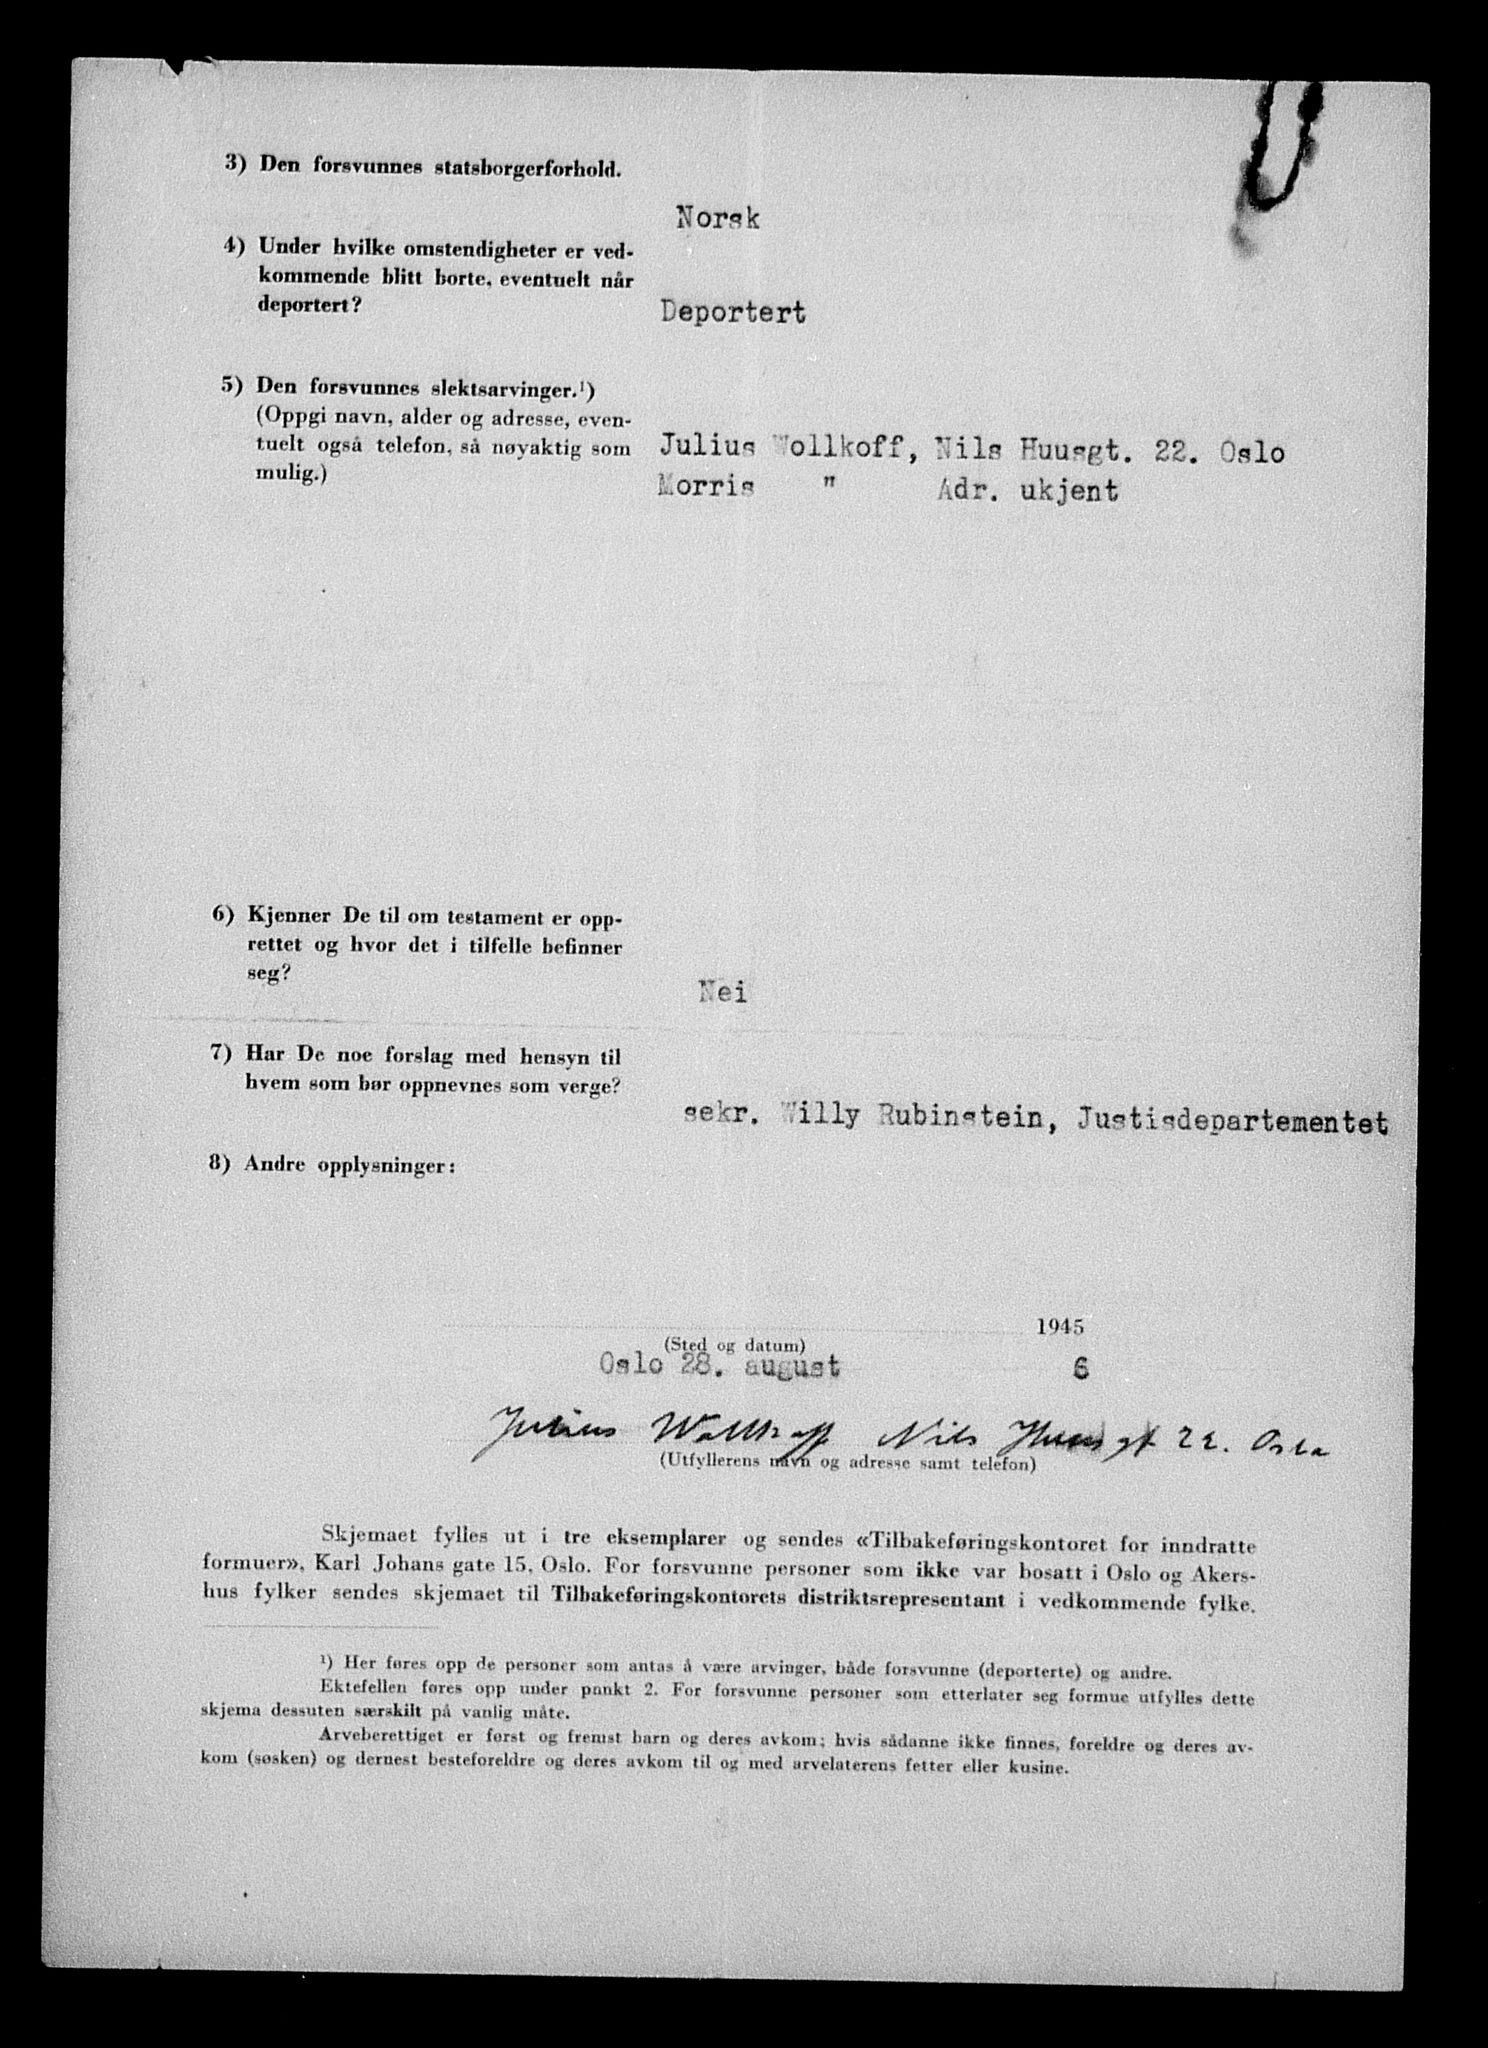 3) Den forsvunnes statsborgerforhold.
Norsk
4) Under hvilke omstendigheter er ved-
kommende blitt borte, eventuelt når
deportert?
Deportert
5) Den forsvunnes slektsarvinger.¹)
(Oppgi navn, alder og adresse, even-
tuelt også telefon, så nøyaktig som
mulig.)
Julius Wollkoff, Nils Huusgt. 22. Oslo
Morris " Adr. ukjent
6) Kjenner De til om testament er opp-
rettet og hvor det i tilfelle befinner
seg?
Nei
7) Har De noe forslag med hensyn til
hvem som bør oppnevnes som verge?
sekr. Willy Rubinstein, Justisdepartementet
8) Andre opplysninger:
1945
(Sted og datum)
Oslo 28. august 6
Julius Wollkoff Nils Huusgt 22. Oslo
(Utfyllerens navn og adresse samt telefon)
Skjemaet fylles ut i tre eksemplarer og sendes «Tilbakeføringskontoret for inndratte
formuer», Karl Johans gate 15, Oslo. For forsvunne personer som ikke var bosatt i Oslo og Akers-
hus fylker sendes skjemaet til Tilbakeføringskontorets distriktsrepresentant i vedkommende fylke.
¹) Her føres opp de personer som antas å være arvinger, både forsvunne (deporterte) og andre.
Ektefellen føres opp under punkt 2. For forsvunne personer som etterlater seg formue utfylles dette
skjema dessuten særskilt på vanlig måte.
Arveberettiget er først og fremst barn og deres avkom; hvis sådanne ikke finnes, foreldre og deres av-
kom (søsken) og dernest besteforeldre og deres avkom til og med arvelaterens fetter eller kusine.